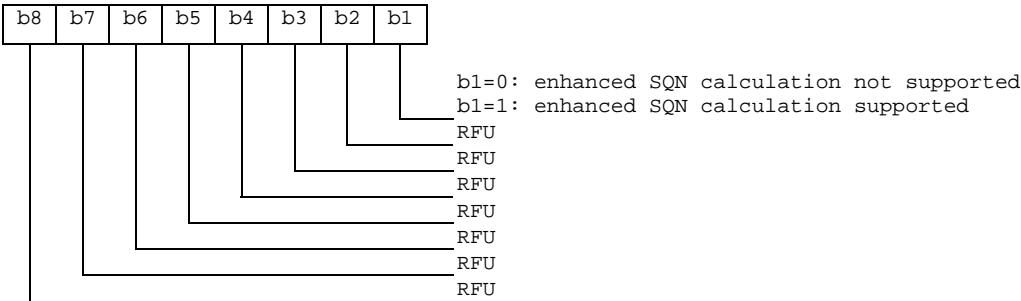 b8 b7 b6 b5 b4 b3 b2 b1
b1=0: enhanced SQN calculation not supported
b1=1: enhanced SQN calculation supported
RFU
RFU
RFU
RFU
RFU
RFU
RFU